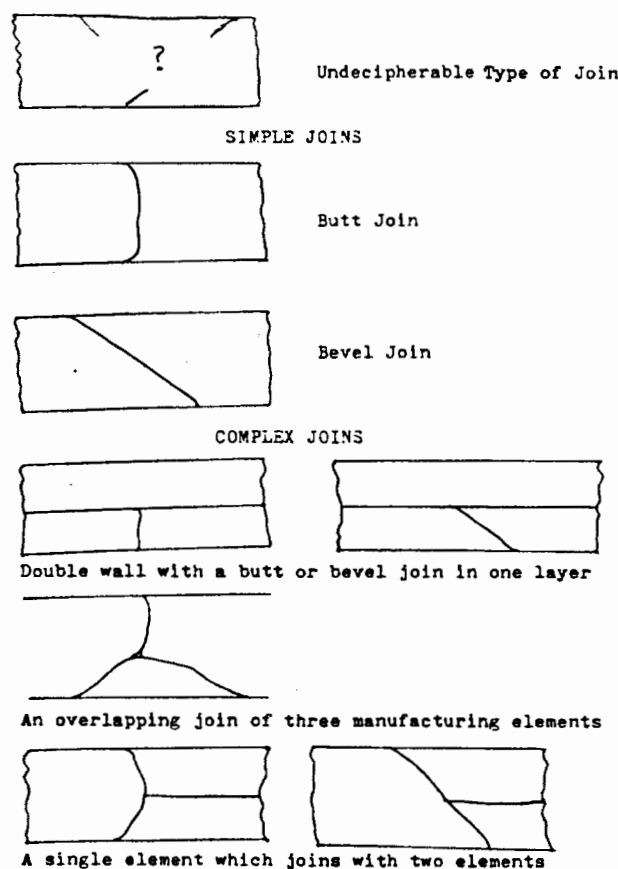 ?
Undecipherable Type of Join
SIMPLE JOINS
Butt Join
Bevel Join
COMPLEX JOINS
Double wall with a butt or bevel join in one layer
An overlapping join of three manufacturing elements
A single element which joins with two elements